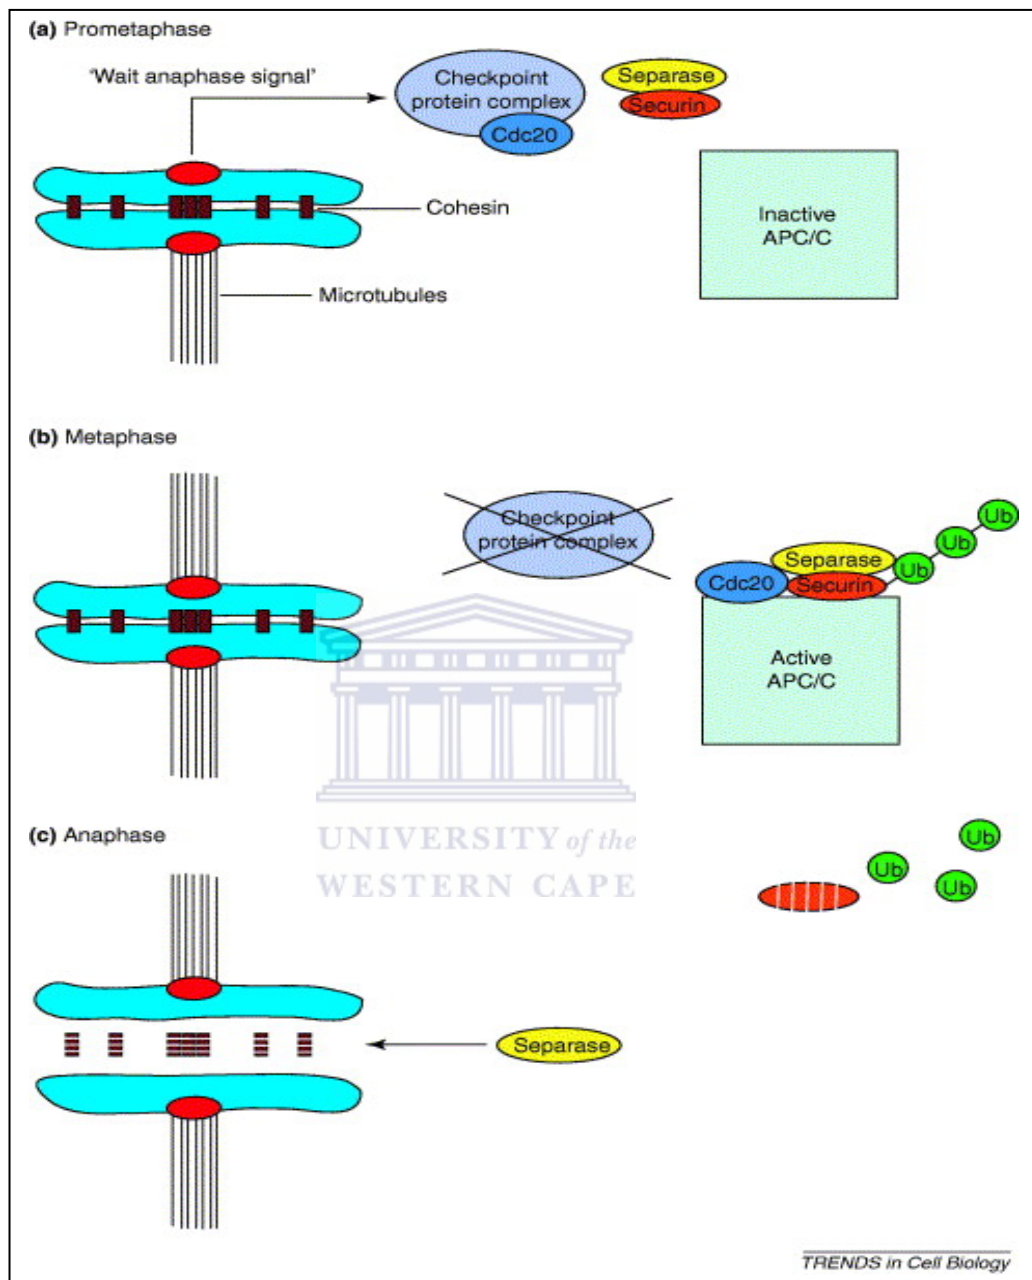 (a) Prometaphase
'Wait anaphase signal'
Checkpoint
protein complex
Cdc20
Separase
Securin
Cohesin
Inactive
APC/C
Microtubules
(b) Metaphase
Checkpoint
protein complex
Cdc20
Separase
Securin
Ub
Ub
Ub
Active
APC/C
UNIVERSITY of the
WESTERN CAPE
(c) Anaphase
Ub
Ub
Ub
Separase
TRENDS in Cell Biology